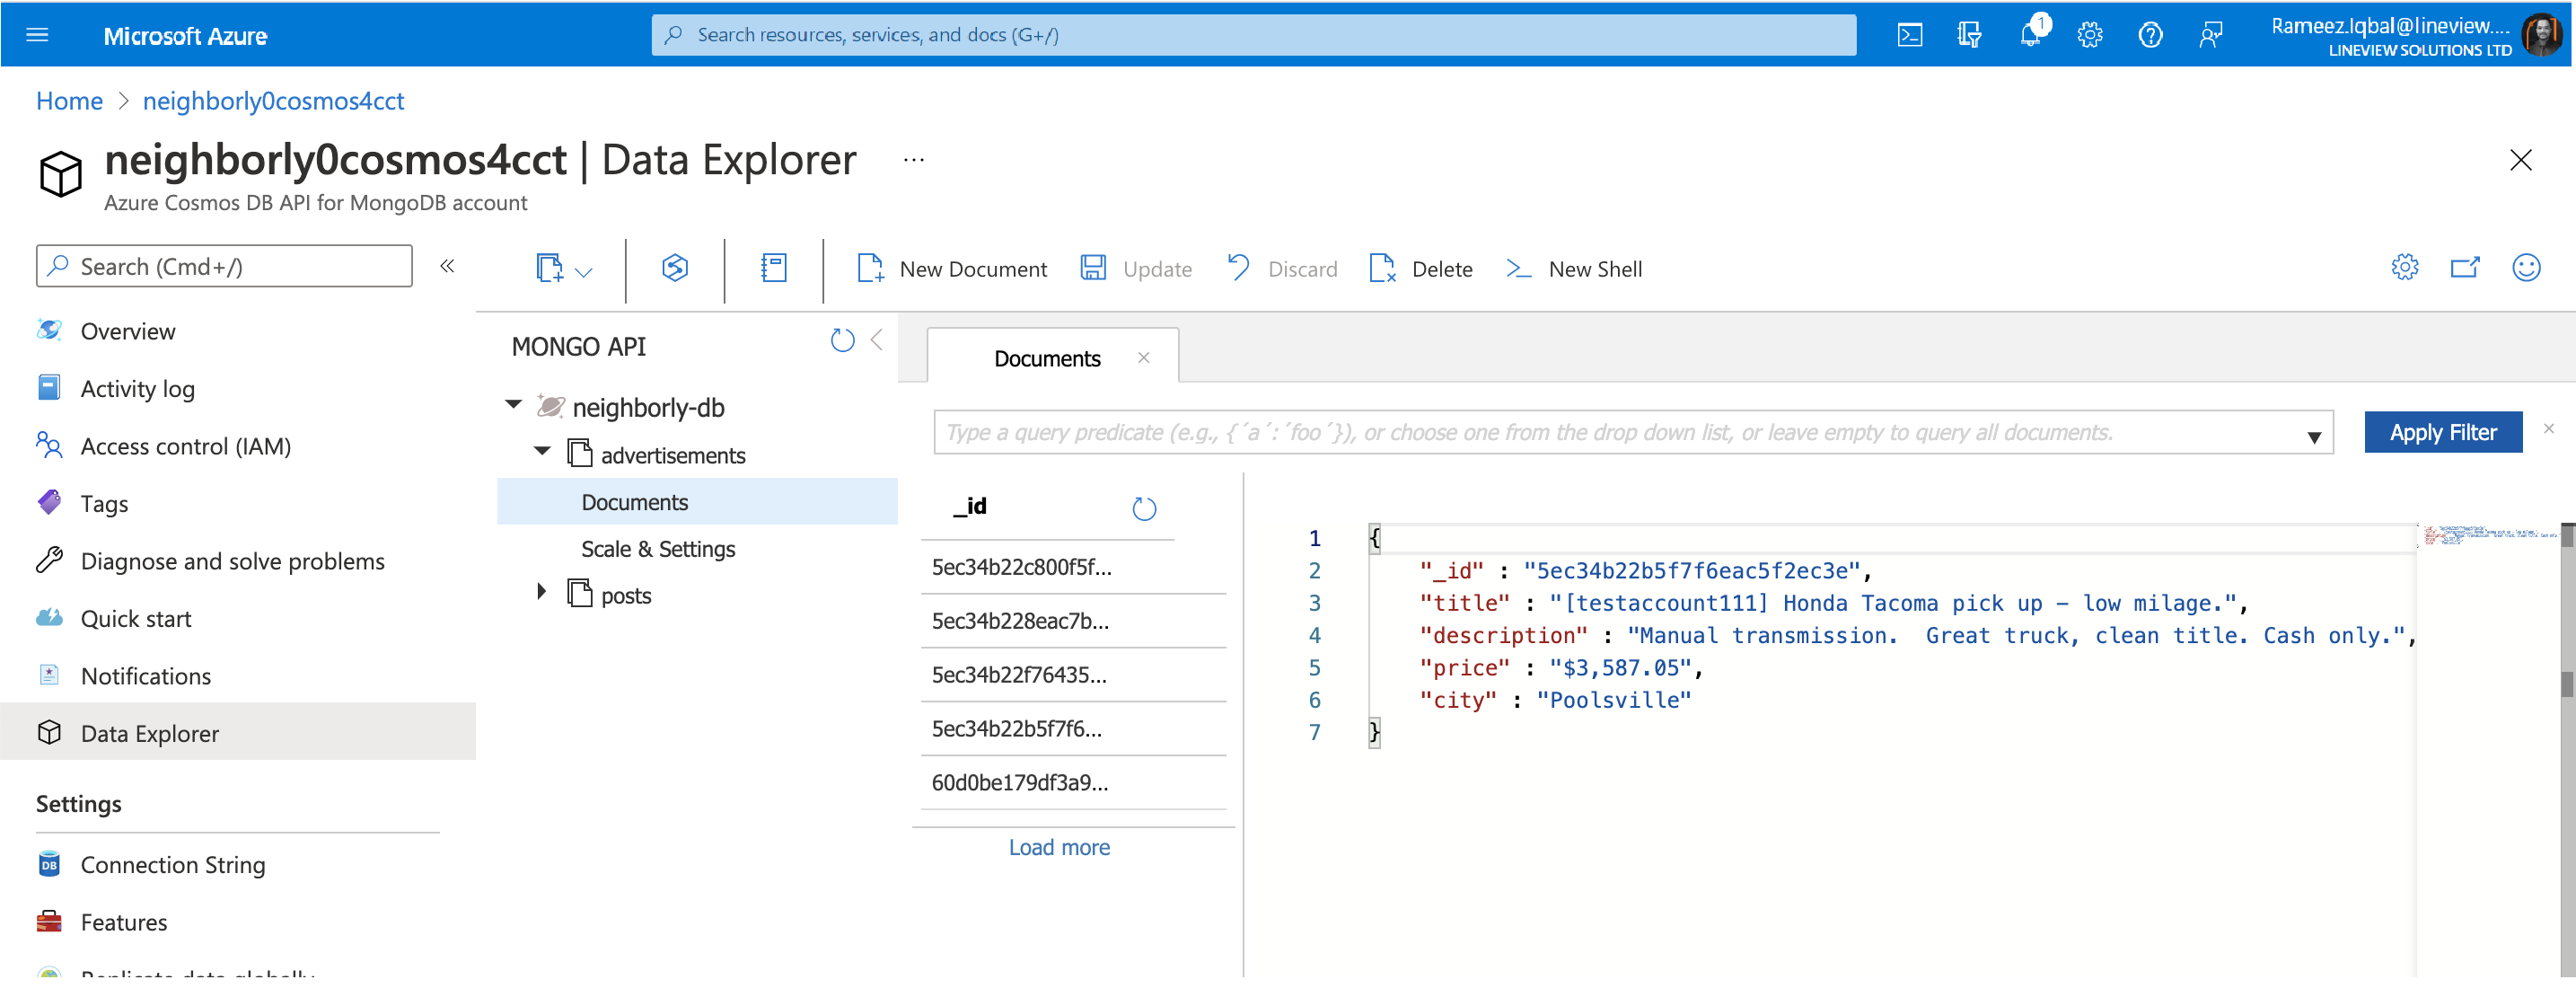 Microsoft Azure
Search resources, services, and docs (G+/)
1
Rameez.Iqbal@lineview....
LINEVIEW SOLUTIONS LTD
Home > neighborly0cosmos4cct
neighborly0cosmos4cct | Data Explorer ...
Azure Cosmos DB API for MongoDB account
Search (Cmd+/)
«
New Document
Update
Discard
Delete
New Shell
Overview
Activity log
Access control (IAM)
Tags
Diagnose and solve problems
Quick start
Notifications
Data Explorer
Settings
DB Connection String
Features
Replicate data globally
MONGO API
neighborly-db
advertisements
Documents
Scale & Settings
posts
Documents
Type a query predicate (e.g., {´a´:´foo´}), or choose one from the drop down list, or leave empty to query all documents.
Apply Filter
_id
5ec34b22c800f5f...
5ec34b228eac7b...
5ec34b22f76435...
5ec34b22b5f7f6...
60d0be179df3a9...
Load more
1 {
2 "_id" : "5ec34b22b5f7f6eac5f2ec3e",
3 "title" : "[testaccount111] Honda Tacoma pick up - low milage.",
4 "description" : "Manual transmission.  Great truck, clean title. Cash only.",
5 "price" : "$3,587.05",
6 "city" : "Poolsville"
7 }